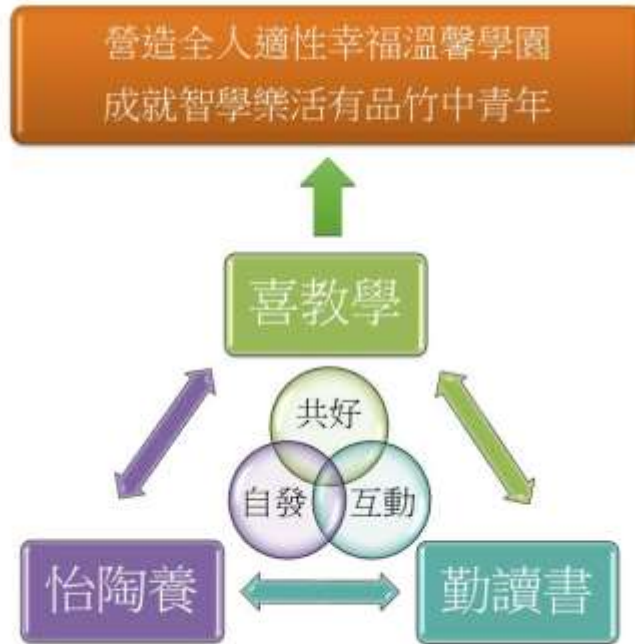 營造全人適性幸福溫馨學園
成就智學樂活有品竹中青年
喜教學
共好
自發
互動
怡陶養
勤讀書